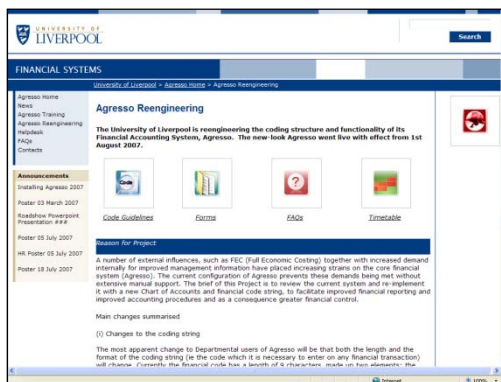 UNIVERSITY OF
LIVERPOOL
Search
FINANCIAL SYSTEMS
University of Liverpool > Agresso Home > Agresso Reengineering
Agresso Home
News
Agresso Training
Agresso Reengineering
Helpdesk
FAQs
Contacts
Announcements
Installing Agresso 2007
Poster 03 March 2007
Roadshow Powerpoint
Presentation ###
Poster 05 July 2007
HR Poster 05 July 2007
Poster 18 July 2007
Agresso Reengineering
The University of Liverpool is reengineering the coding structure and functionality of its
Financial Accounting System, Agresso. The new-look Agresso went live with effect from 1st
August 2007.
Code
Code Guidelines
Forms
FAQs
Timetable
Reason for Project
A number of external influences, such as FEC (Full Economic Costing) together with increased demand
internally for improved management information have placed increasing strains on the core financial
system (Agresso). The current configuration of Agresso prevents these demands being met without
extensive manual support. The brief of this Project is to review the current system and re-implement
it with a new Chart of Accounts and financial code string, to facilitate improved financial reporting and
improved accounting procedures and as a consequence greater financial control.
Main changes summarised
(i) Changes to the coding string
The most apparent change to Departmental users of Agresso will be that both the length and the
format of the coding string (ie the code which it is necessary to enter on any financial transaction)
will change. Currently the financial code has a length of 9 characters, made up two elements: the
Internet
100%